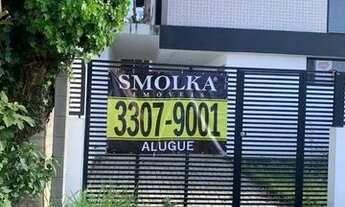 SMOLKA®
IMÓVEIS
3307-9001
ALUGUE